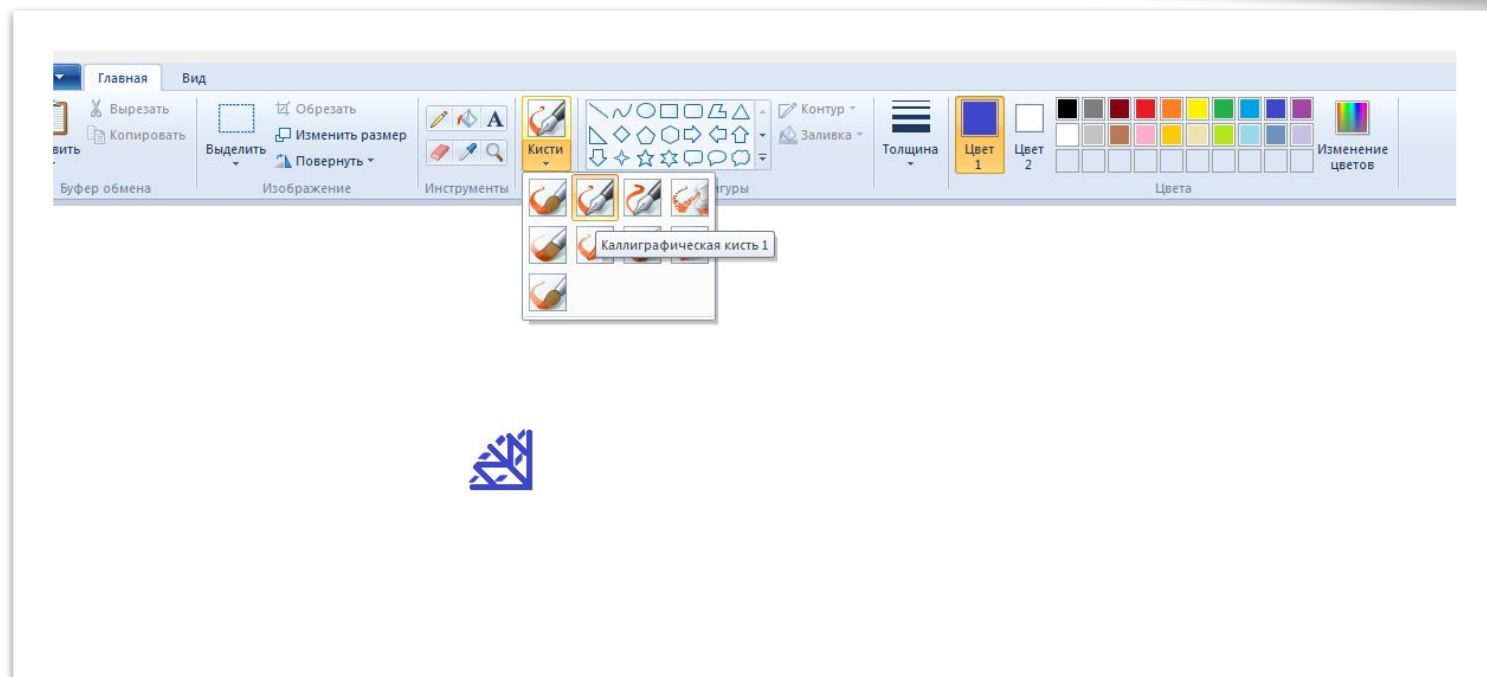 Главная Вид
Вырезать
Копировать
вить
Буфер обмена
Выделить
Обрезать
Изменить размер
Повернуть
Изображение
A
Инструменты
Кисти
Контур
Заливка
гуры
Толщина
Цвет
1
Цвет
2
Изменение
цветов
Цвета
Каллиграфическая кисть 1